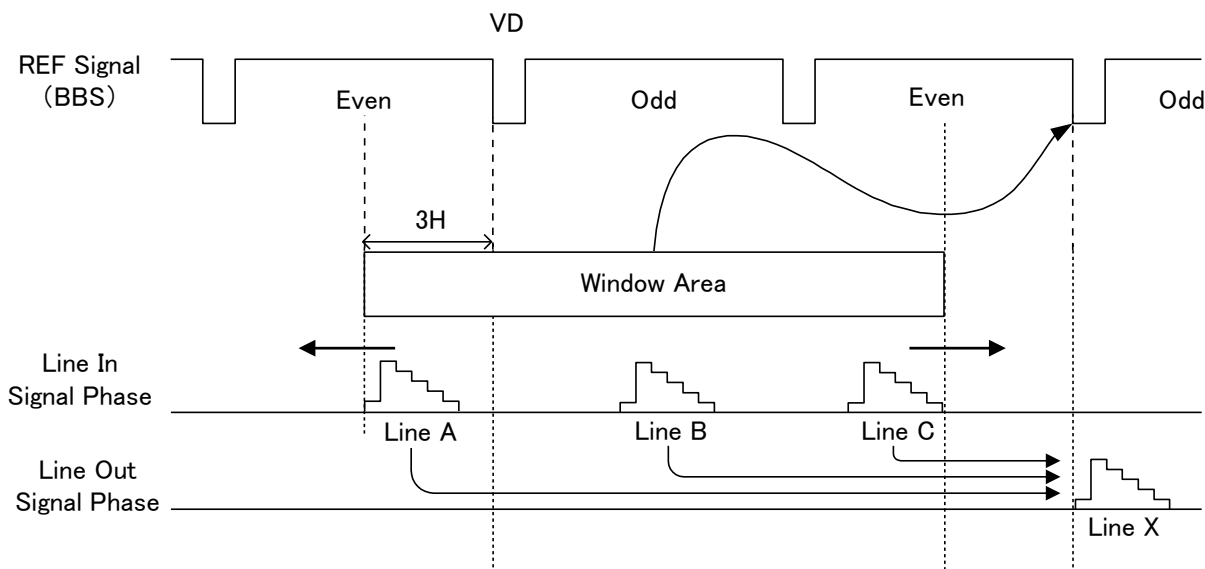 VD
REF Signal
(BBS)
Even
Odd
Even
Odd
3H
Window Area
Line In
Signal Phase
Line A
Line B
Line C
Line Out
Signal Phase
Line X